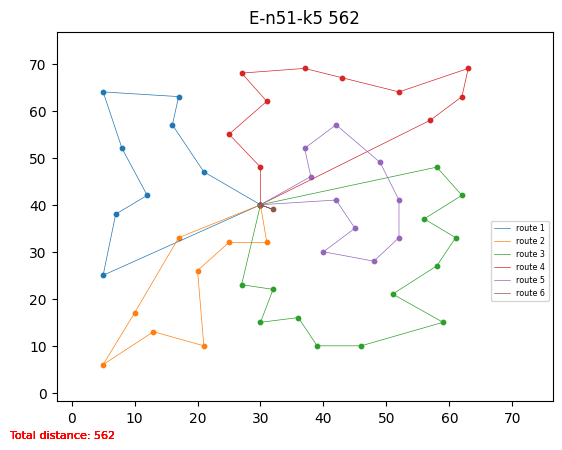 E-n51-k5 562
70
60
50
40
30
20
10
0
route 1
route 2
route 3
route 4
route 5
route 6
0 10 20 30 40 50 60 70
Total distance: 562